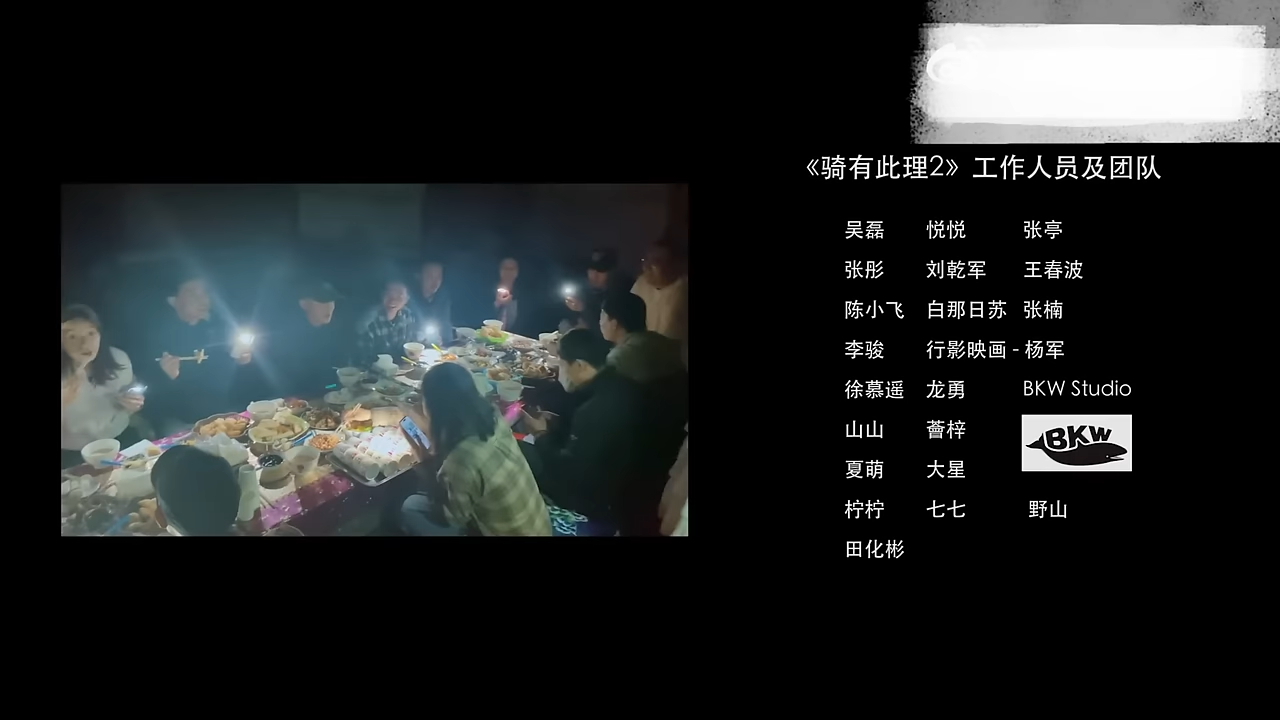 《骑有此理2》工作人员及团队
吴磊 悦悦 张亭
张彤 刘乾军 王春波
陈小飞 白那日苏 张楠
李骏 行影映画 - 杨军
徐慕遥 龙勇 BKW Studio
山山 薔梓
BKW
夏萌 大星
柠柠 七七 野山
田化彬